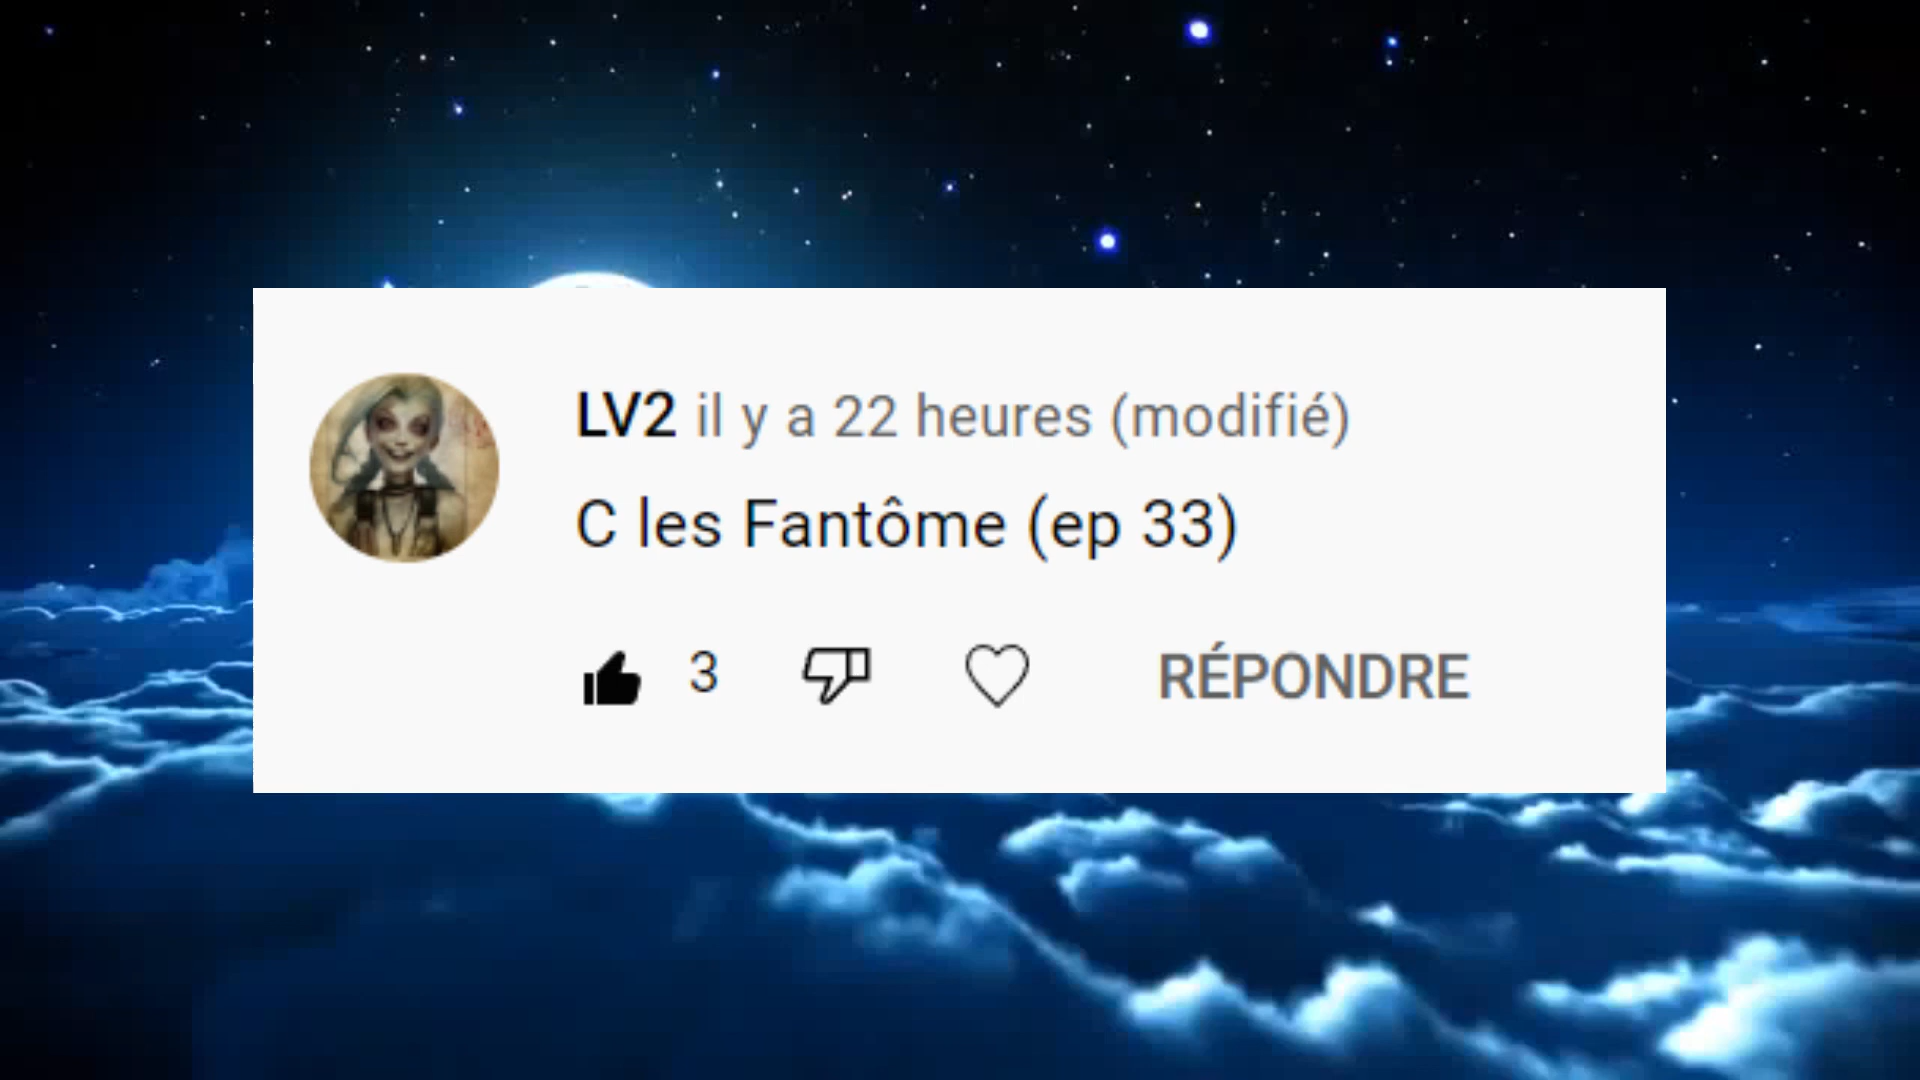 LV2 il y a 22 heures (modifié)
C les Fantôme (ep 33)
3 RÉPONDRE